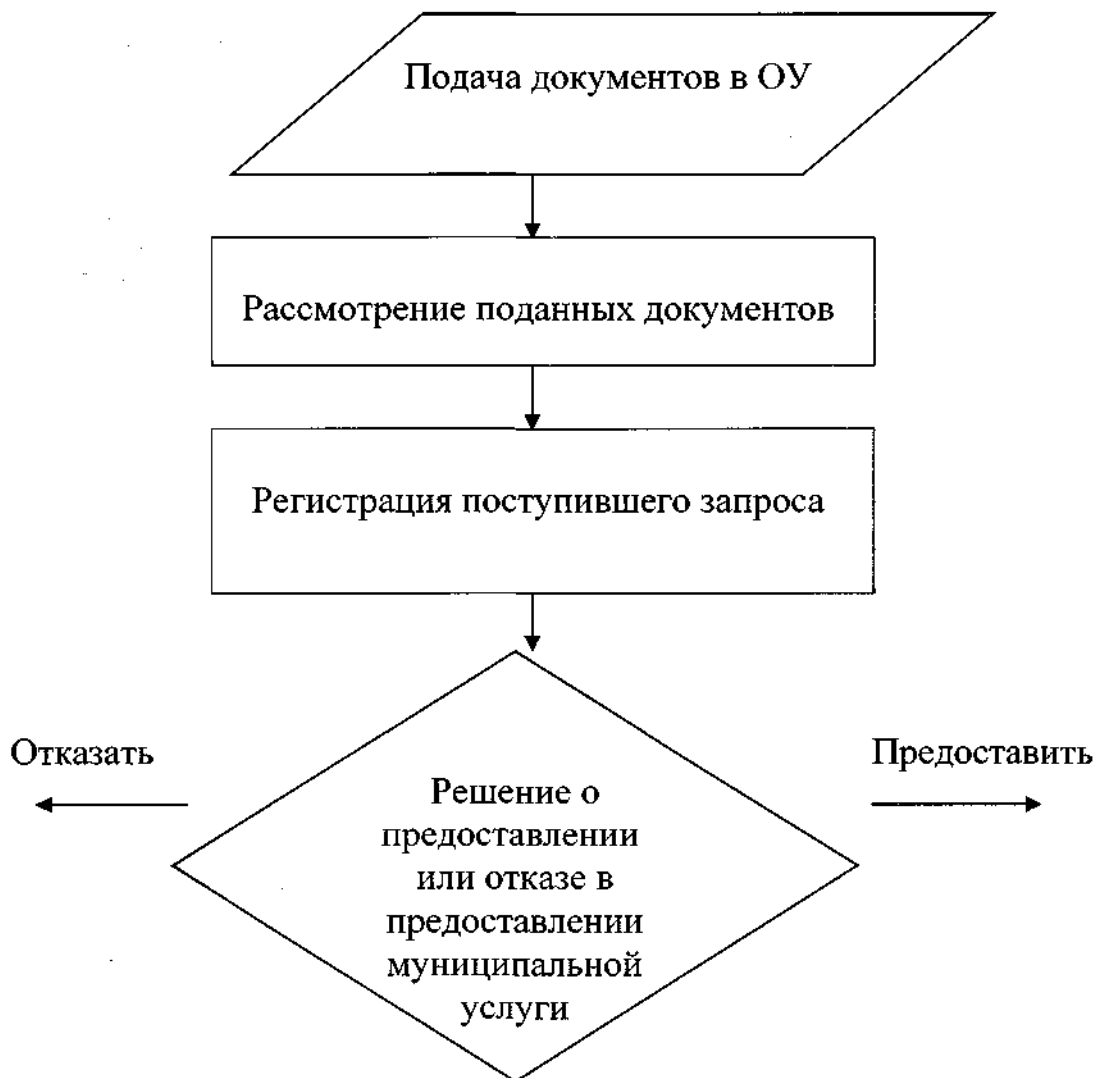 Подача документов в ОУ
Рассмотрение поданных документов
Регистрация поступившего запроса
Отказать
Предоставить
Решение о
предоставлении
или отказе в
предоставлении
муниципальной
услуги